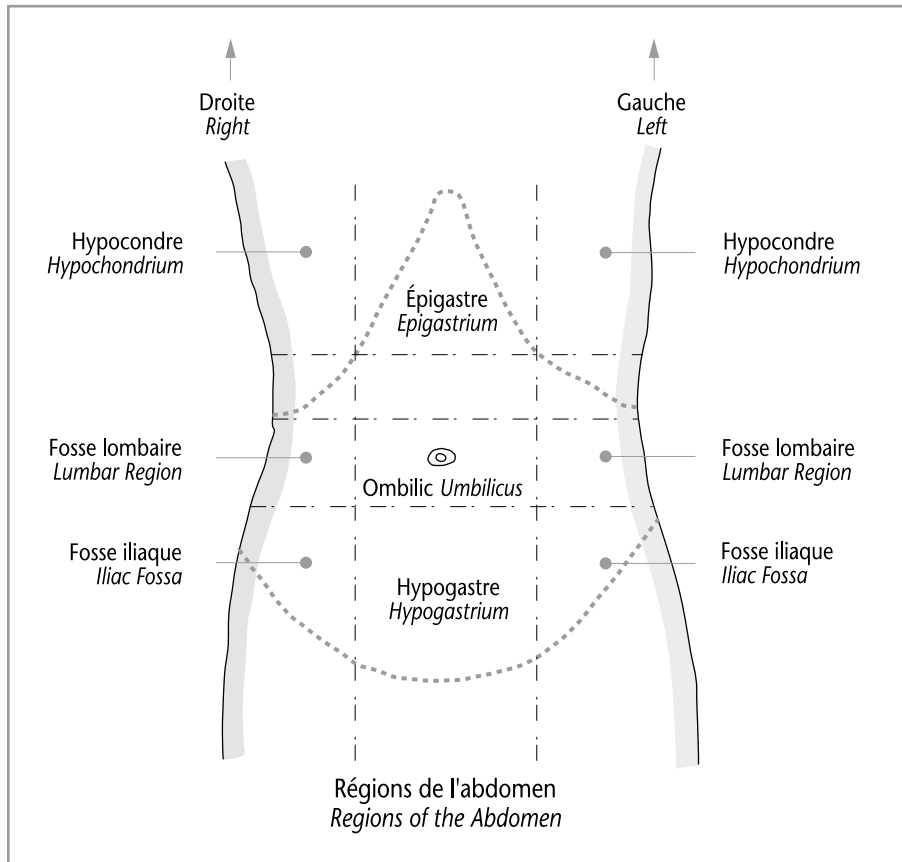 Droite
Right
Gauche
Left
Hypocondre
Hypochondrium
Hypocondre
Hypochondrium
Épigastre
Epigastrium
Fosse lombaire
Lumbar Region
Ombilic Umbilicus
Fosse lombaire
Lumbar Region
Fosse iliaque
Iliac Fossa
Hypogastre
Hypogastrium
Fosse iliaque
Iliac Fossa
Régions de l'abdomen
Regions of the Abdomen